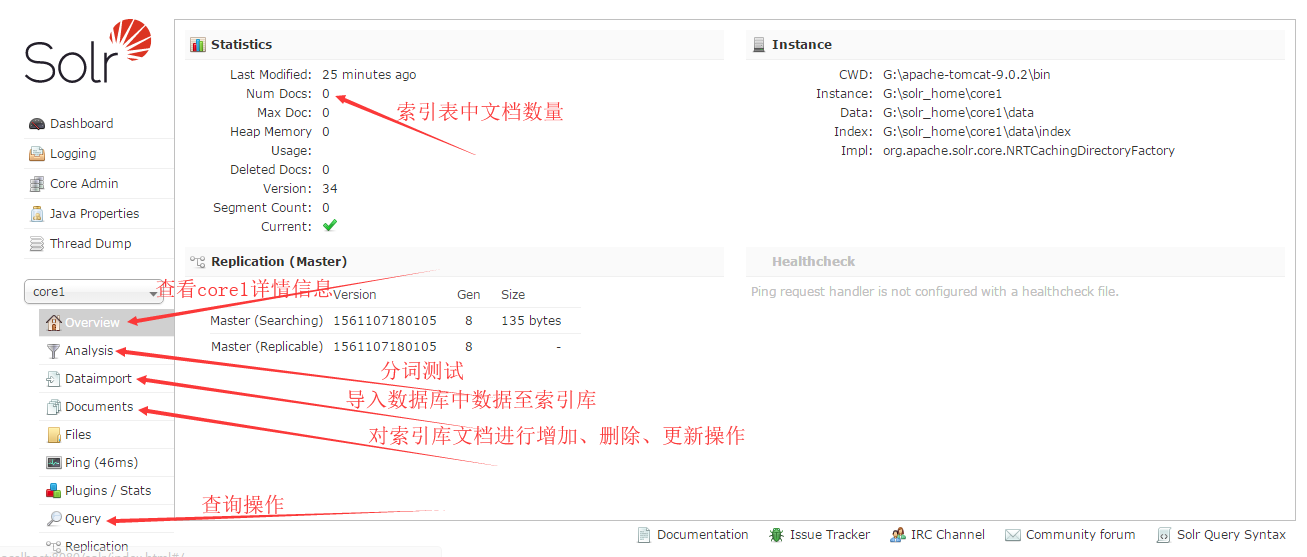 Solr
Dashboard
Logging
Core Admin
Java Properties
Thread Dump
core1
Overview
Analysis
Dataimport
Documents
Files
Ping (46ms)
Plugins / Stats
Query
Replication
Statistics
Last Modified: 25 minutes ago
Num Docs: 0
索引表中文档数量
Max Doc: 0
Heap Memory Usage: 0
Deleted Docs: 0
Version: 34
Segment Count: 0
Current:
Instance
CWD: G:\apache-tomcat-9.0.2\bin
Instance: G:\solr_home\core1
Data: G:\solr_home\core1\data
Index: G:\solr_home\core1\data\index
Impl: org.apache.solr.core.NRTCachingDirectoryFactory
Replication (Master)
查看core1详情信息
Version Gen Size
Master (Searching) 1561107180105 8 135 bytes
Master (Replicable) 1561107180105 8 -
分词测试
导入数据库中数据至索引库
对索引库文档进行增加、删除、更新操作
查询操作
Healthcheck
Ping request handler is not configured with a healthcheck file.
Documentation
Issue Tracker
IRC Channel
Community forum
Solr Query Syntax